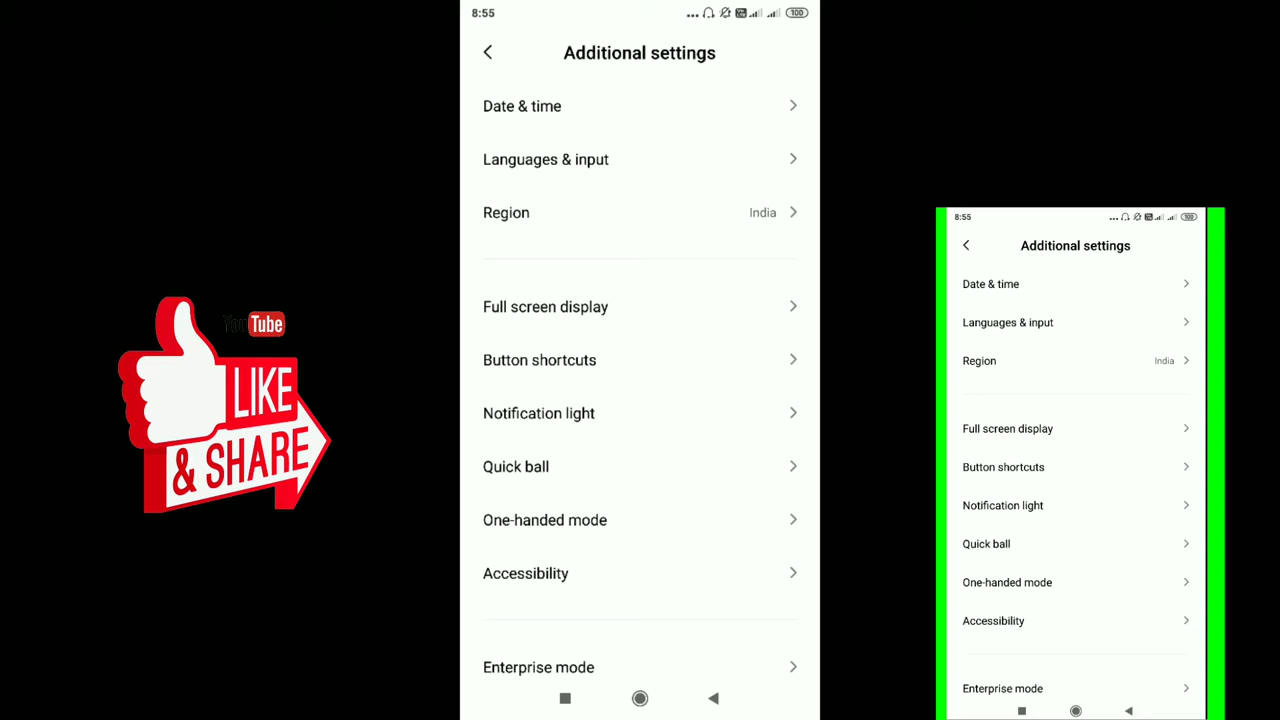 YouTube
LIKE
& SHARE
8:55
100
Additional settings
Date & time
Languages & input
Region
India
Full screen display
Button shortcuts
Notification light
Quick ball
One-handed mode
Accessibility
Enterprise mode
8:55
100
Additional settings
Date & time
Languages & input
Region
India
Full screen display
Button shortcuts
Notification light
Quick ball
One-handed mode
Accessibility
Enterprise mode